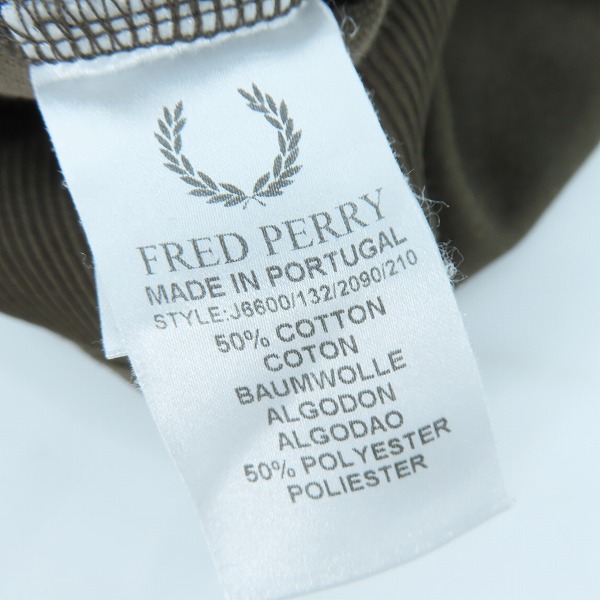 FRED PERRY
MADE IN PORTUGAL
STYLE:J6600/132/2090/210
50% COTTON
COTON
BAUMWOLLE
ALGODON
ALGODAO
50% POLYESTER
POLIESTER